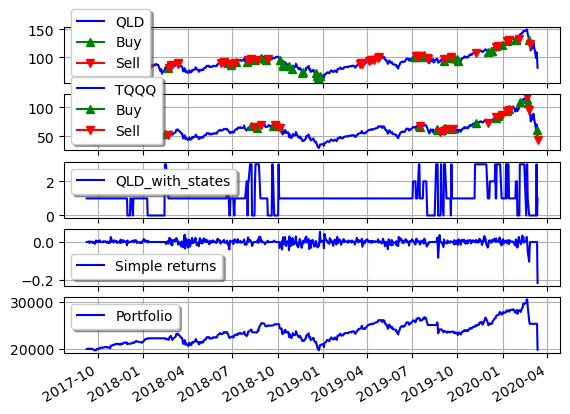 150
QLD
Buy
100
Sell
TQQQ
100
Buy
Sell
50
2
QLD_with_states
0
0.0
Simple returns
−0.2
30000
Portfolio
20000
2017-10
2018-01
2018-04
2018-07
2018-10
2019-01
2019-04
2019-07
2019-10
2020-01
2020-04